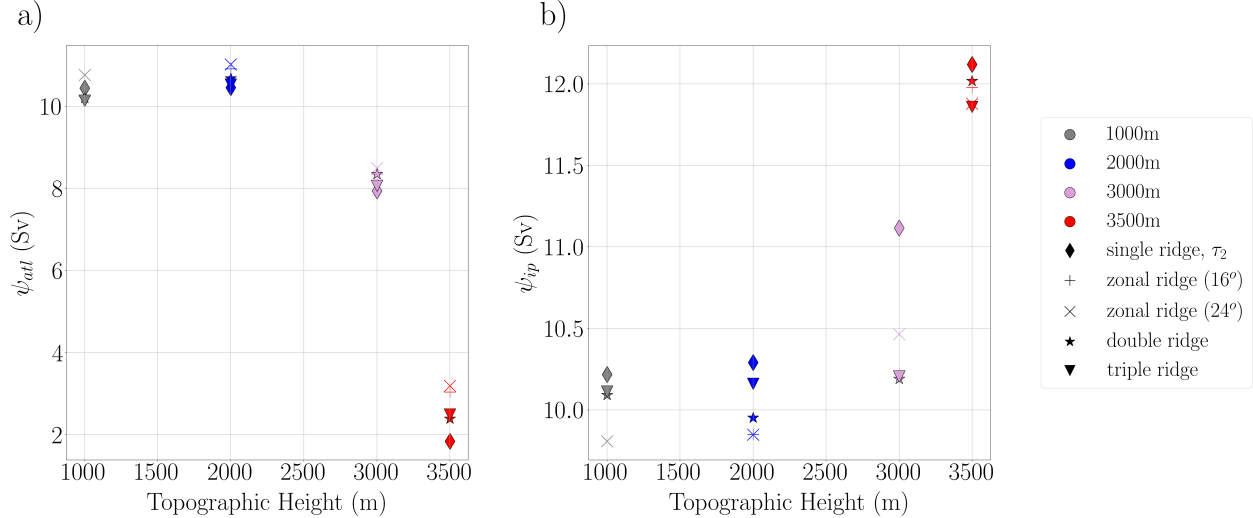 a)
ψ_atl (Sv)
10
8
6
4
2
1000 1500 2000 2500 3000 3500
Topographic Height (m)
b)
ψ_ip (Sv)
12.0
11.5
11.0
10.5
10.0
1000 1500 2000 2500 3000 3500
Topographic Height (m)
1000m
2000m
3000m
3500m
single ridge, τ₂
zonal ridge (16°)
zonal ridge (24°)
double ridge
triple ridge